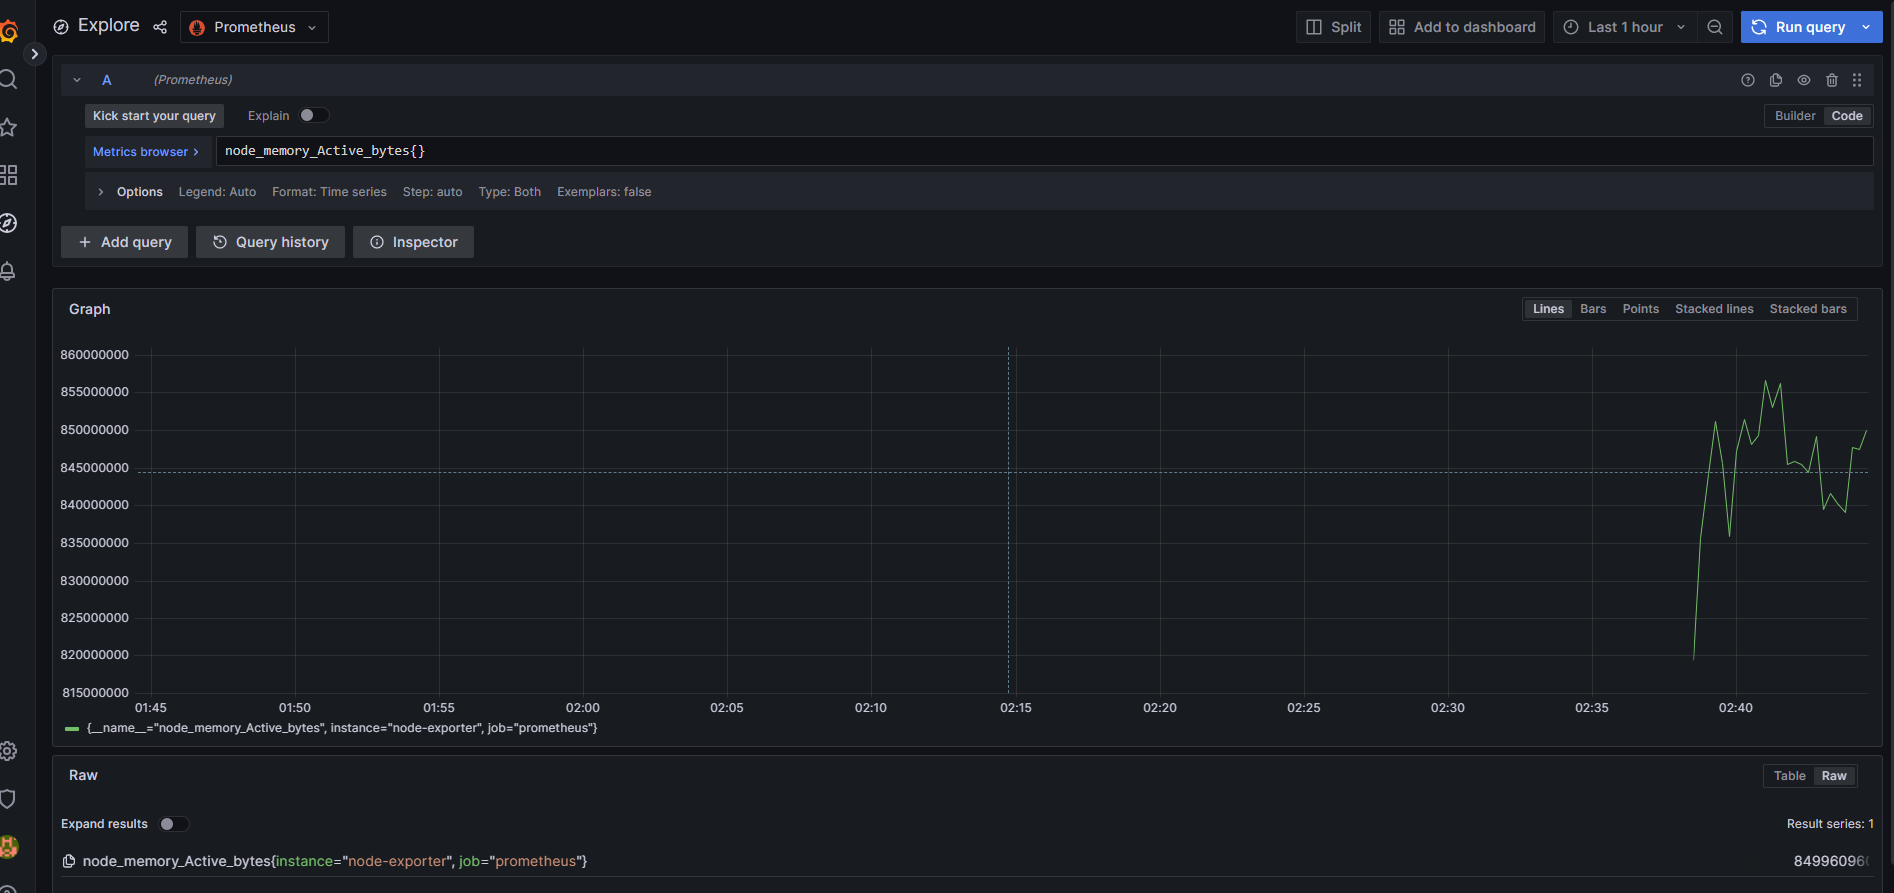 Explore Prometheus Split Add to dashboard Last 1 hour Run query
A (Prometheus)
Kick start your query Explain Builder Code
Metrics browser > node_memory_Active_bytes{}
> Options Legend: Auto Format: Time series Step: auto Type: Both Exemplars: false
+ Add query Query history Inspector
Graph Lines Bars Points Stacked lines Stacked bars
860000000
855000000
850000000
845000000
840000000
835000000
830000000
825000000
820000000
815000000
01:45 01:50 01:55 02:00 02:05 02:10 02:15 02:20 02:25 02:30 02:35 02:40
{__name__="node_memory_Active_bytes", instance="node-exporter", job="prometheus"}
Raw Table Raw
Expand results Result series: 1
node_memory_Active_bytes{instance="node-exporter", job="prometheus"} 84996096